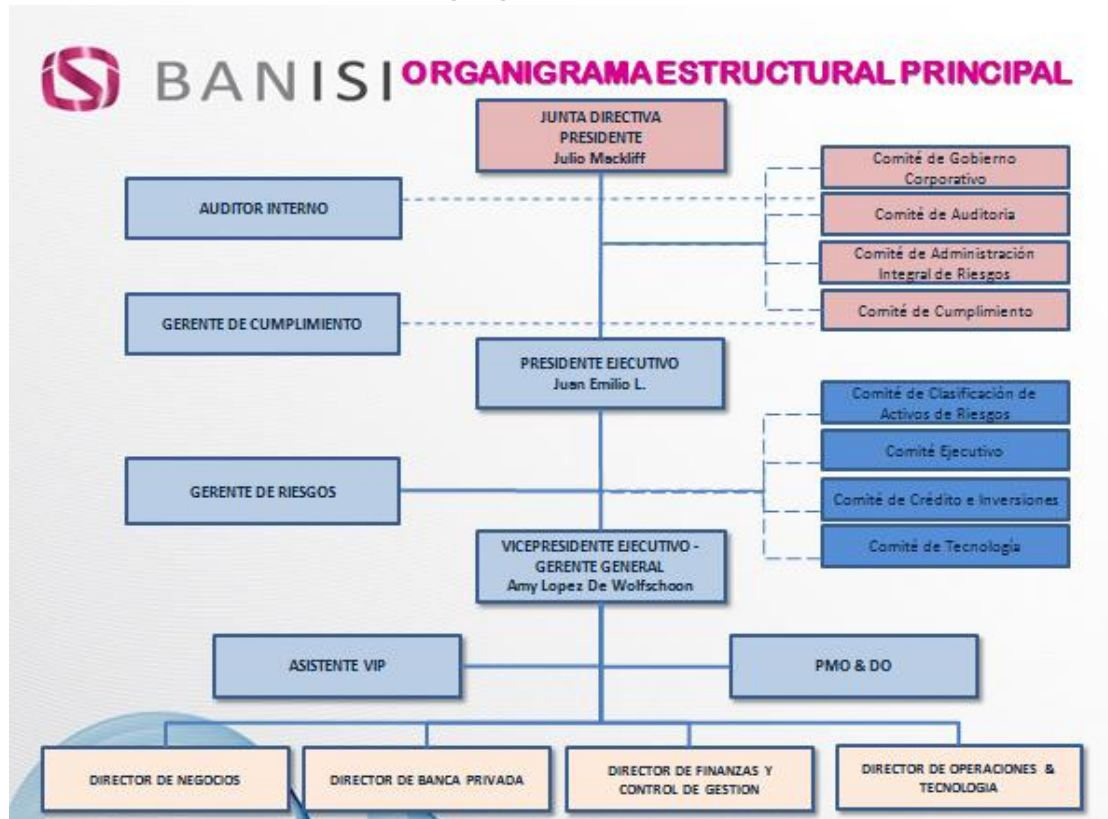 BANISI
ORGANIGRAMA ESTRUCTURAL PRINCIPAL
JUNTA DIRECTIVA
PRESIDENTE
Julio Mackliff
Comité de Gobierno
Corporativo
AUDITOR INTERNO
Comité de Auditoria
Comité de Administración
Integral de Riesgos
GERENTE DE CUMPLIMIENTO
Comité de Cumplimiento
PRESIDENTE EJECUTIVO
Juan Emilio L.
Comité de Clasificación de
Activos de Riesgos
Comité Ejecutivo
GERENTE DE RIESGOS
Comité de Crédito e Inversiones
Comité de Tecnología
VICEPRESIDENTE EJECUTIVO -
GERENTE GENERAL
Amy Lopez De Wolfschoon
ASISTENTE VIP
PMO & DO
DIRECTOR DE NEGOCIOS
DIRECTOR DE BANCA PRIVADA
DIRECTOR DE FINANZAS Y
CONTROL DE GESTION
DIRECTOR DE OPERACIONES &
TECNOLOGIA